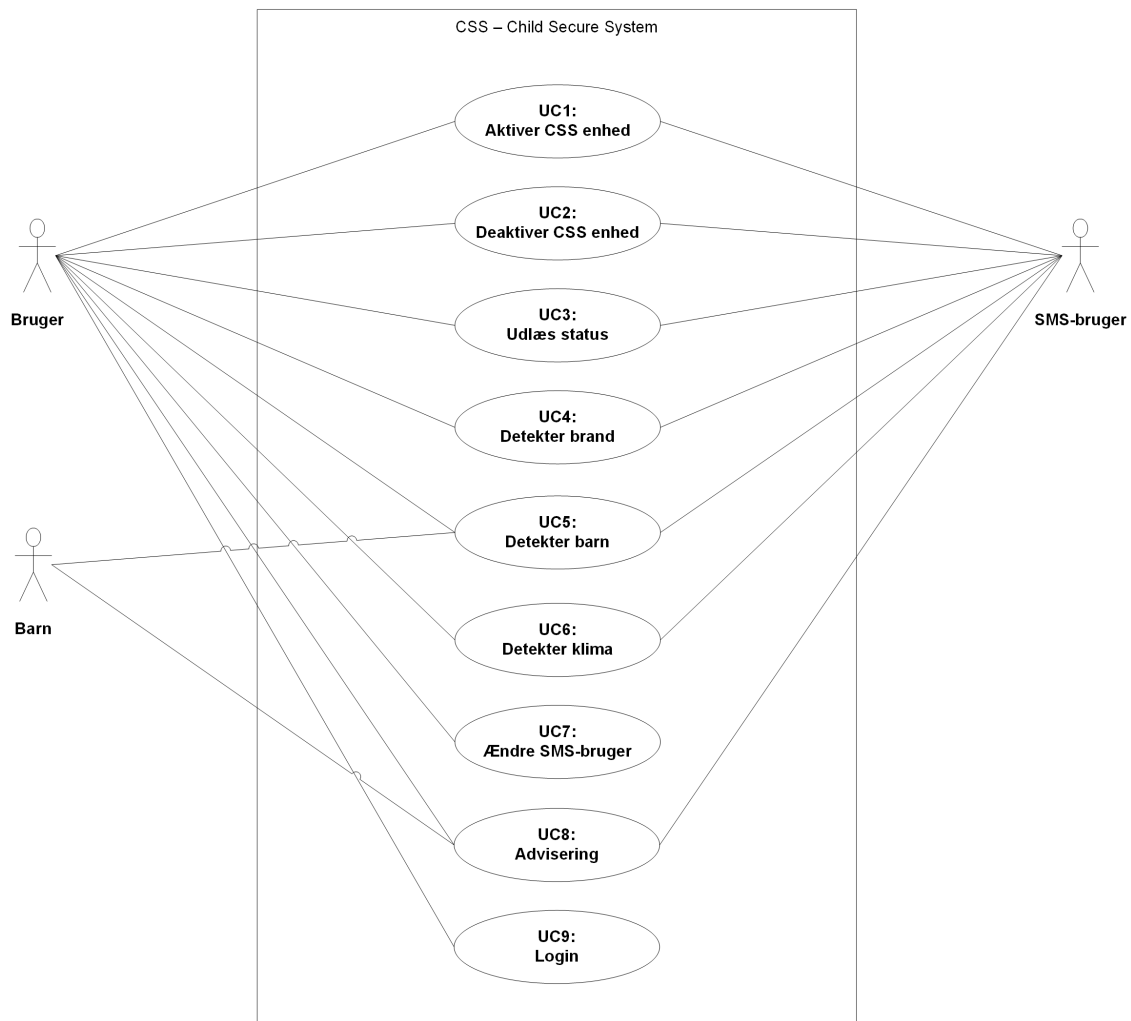 CSS – Child Secure System
UC1:
Aktiver CSS enhed
UC2:
Deaktiver CSS enhed
Bruger
SMS-bruger
UC3:
Udlæs status
UC4:
Detekter brand
UC5:
Detekter barn
Barn
UC6:
Detekter klima
UC7:
Ændre SMS-bruger
UC8:
Advisering
UC9:
Login